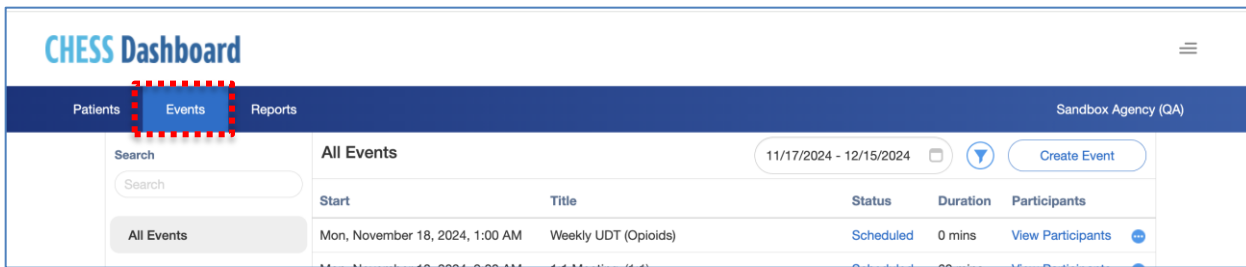 CHESS Dashboard
Patients Events Reports Sandbox Agency (QA)
Search
All Events 11/17/2024 - 12/15/2024 Create Event
Search
Start Title Status Duration Participants
All Events
Mon, November 18, 2024, 1:00 AM Weekly UDT (Opioids) Scheduled 0 mins View Participants